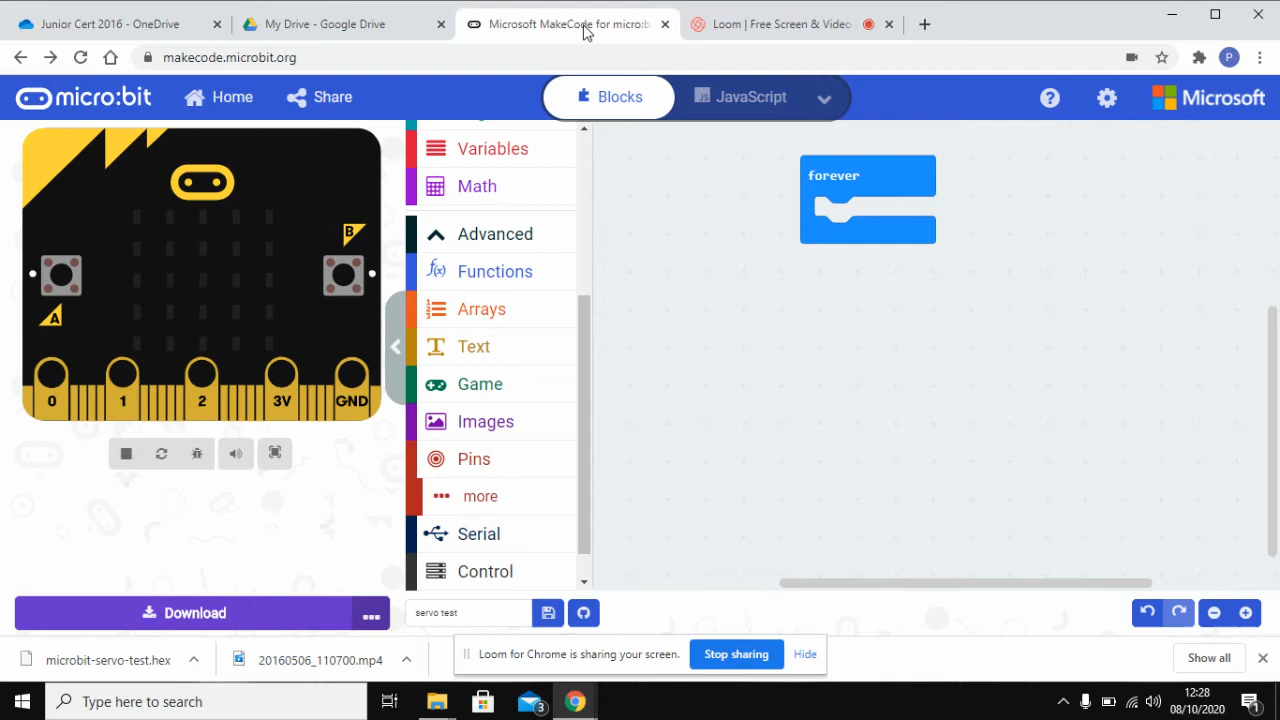 Junior Cert 2016 - OneDrive
My Drive - Google Drive
Microsoft MakeCode for micro:b
Loom | Free Screen & Video
makecode.microbit.org
P
micro:bit
Home
Share
Blocks
JavaScript
Microsoft
B
A
0 1 2 3V GND
Variables
Math
Advanced
Functions
Arrays
Text
Game
Images
Pins
more
Serial
Control
forever
Download
servo test
microbit-servo-test.hex
20160506_110700.mp4
Loom for Chrome is sharing your screen.
Stop sharing
Hide
Show all
Type here to search
3
12:28
08/10/2020
1